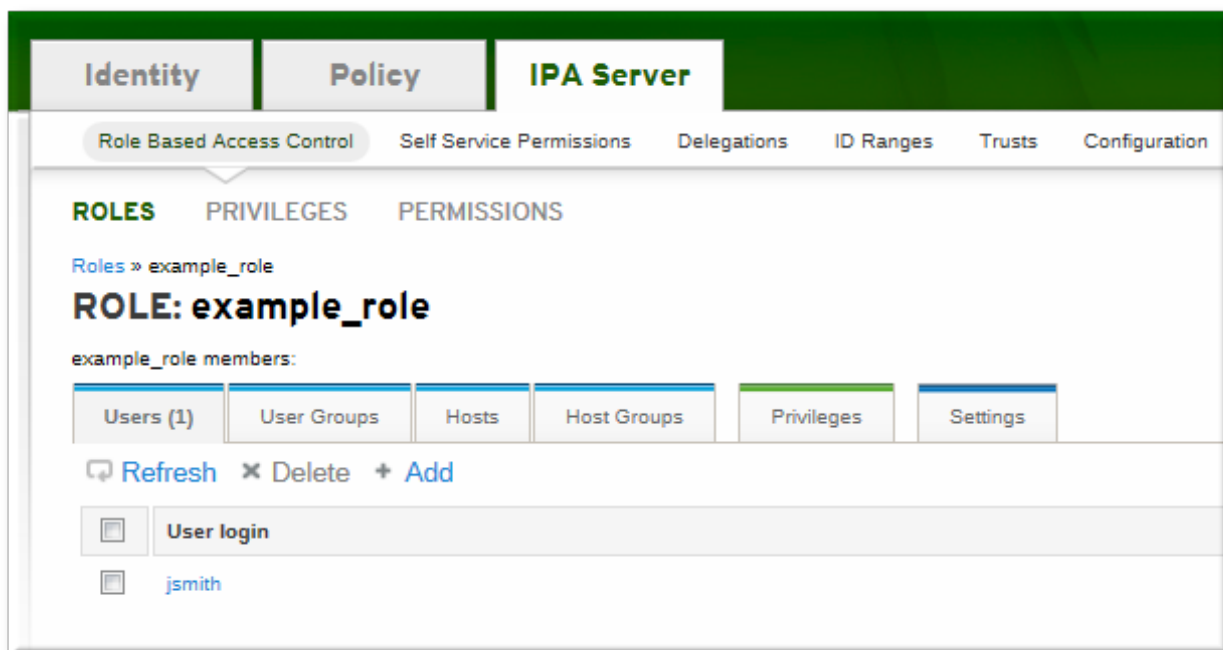 Identity Policy IPA Server
Role Based Access Control Self Service Permissions Delegations ID Ranges Trusts Configuration
ROLES PRIVILEGES PERMISSIONS
Roles » example_role
ROLE: example_role
example_role members:
Users (1) User Groups Hosts Host Groups Privileges Settings
Refresh Delete + Add
User login
jsmith